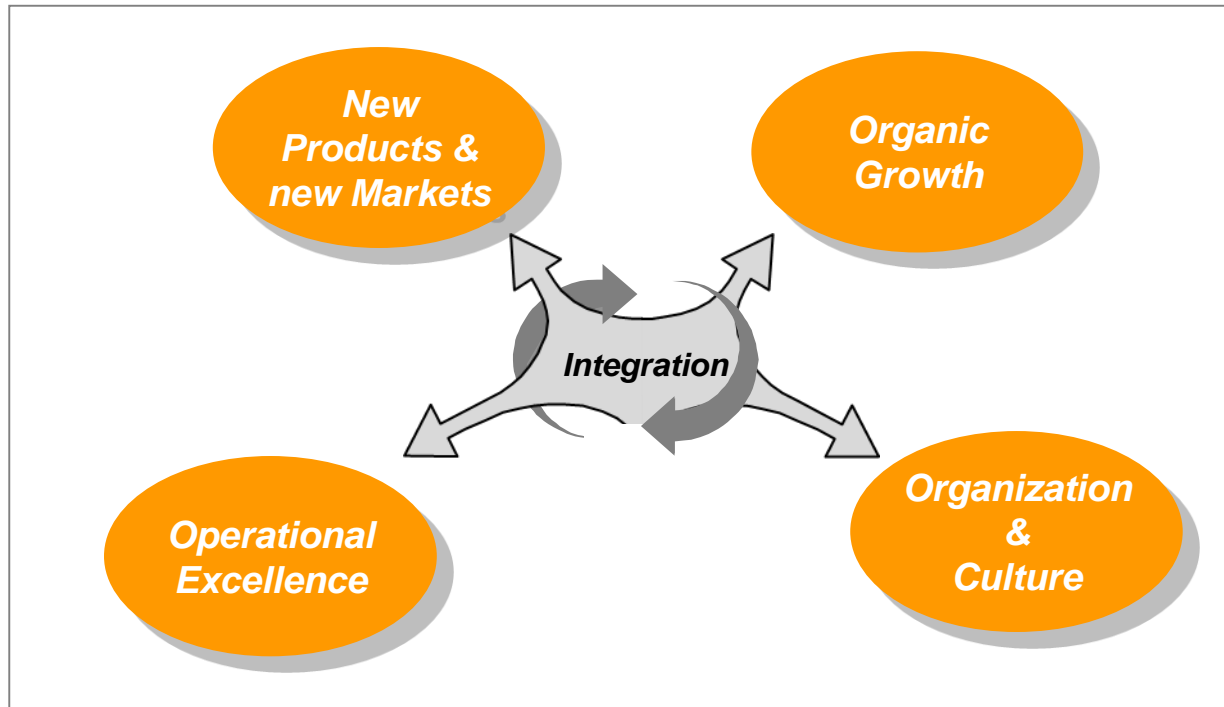 New
Products &
new Markets
Organic
Growth
Integration
Operational
Excellence
Organization
&
Culture